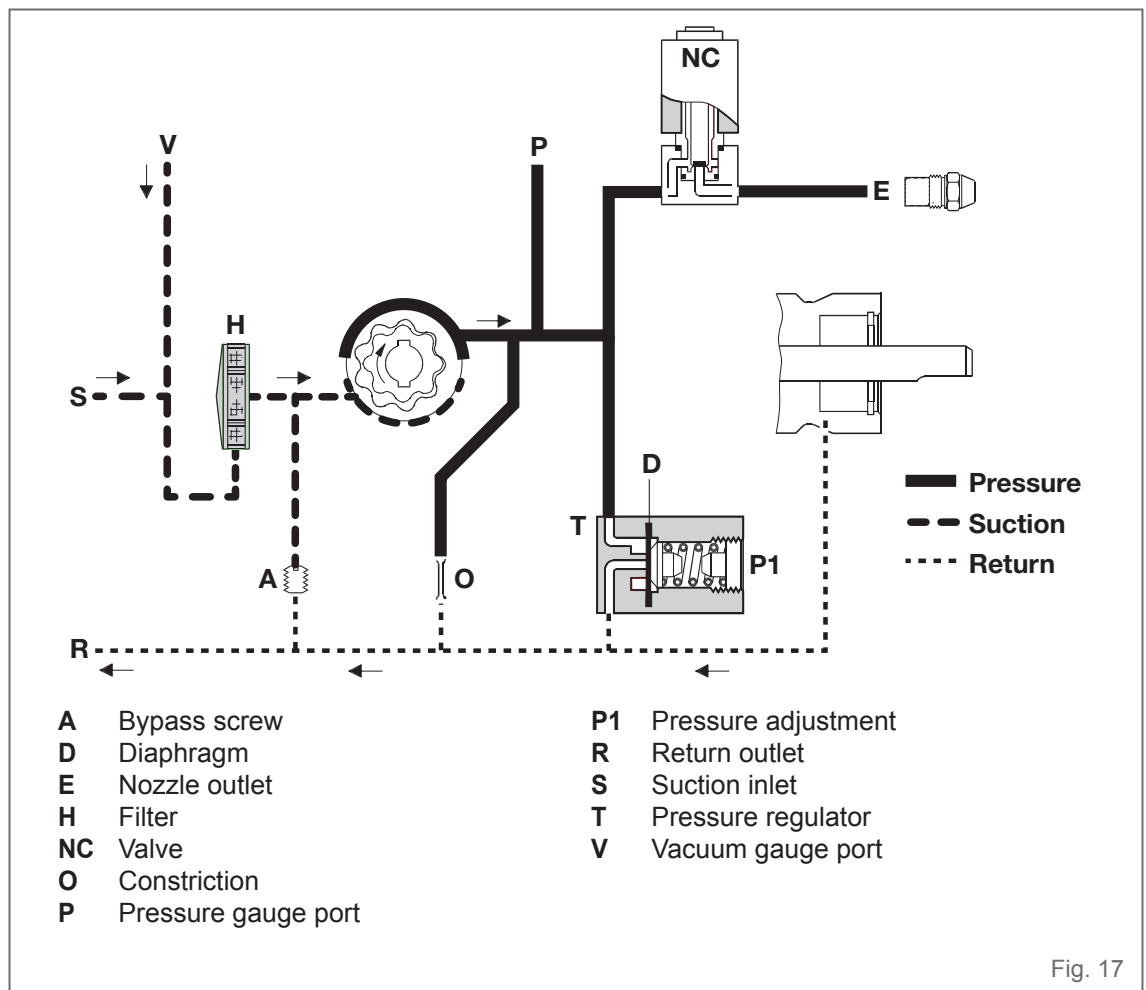 NC
V
P
E
H
S
D
T
P1
Pressure
Suction
Return
A
O
R
A Bypass screw
D Diaphragm
E Nozzle outlet
H Filter
NC Valve
O Constriction
P Pressure gauge port
P1 Pressure adjustment
R Return outlet
S Suction inlet
T Pressure regulator
V Vacuum gauge port
Fig. 17